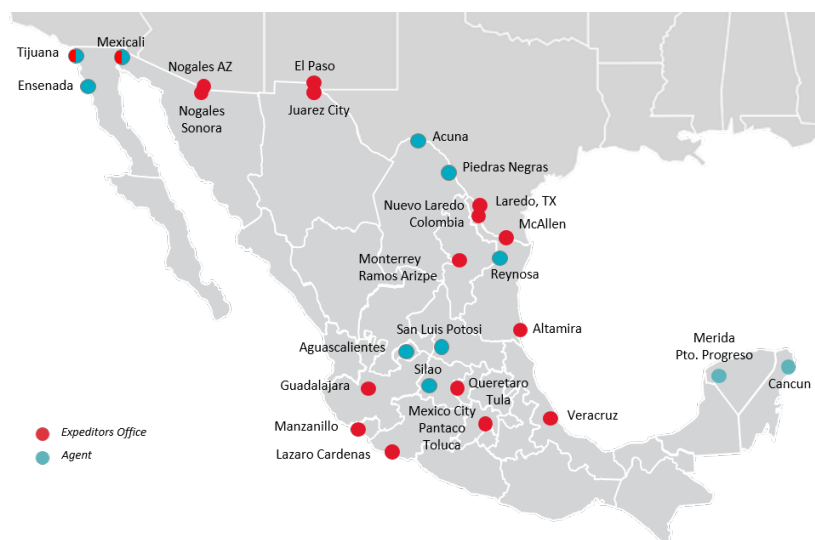 Tijuana
Mexicali
Ensenada
Nogales AZ
Nogales
Sonora
El Paso
Juarez City
Acuna
Piedras Negras
Nuevo Laredo
Colombia
Laredo, TX
McAllen
Monterrey
Ramos Arizpe
Reynosa
San Luis Potosi
Altamira
Aguascalientes
Merida
Pto. Progreso
Cancun
Silao
Guadalajara
Queretaro
Tula
Mexico City
Pantaco
Toluca
Veracruz
Manzanillo
Lazaro Cardenas
Expeditors Office
Agent